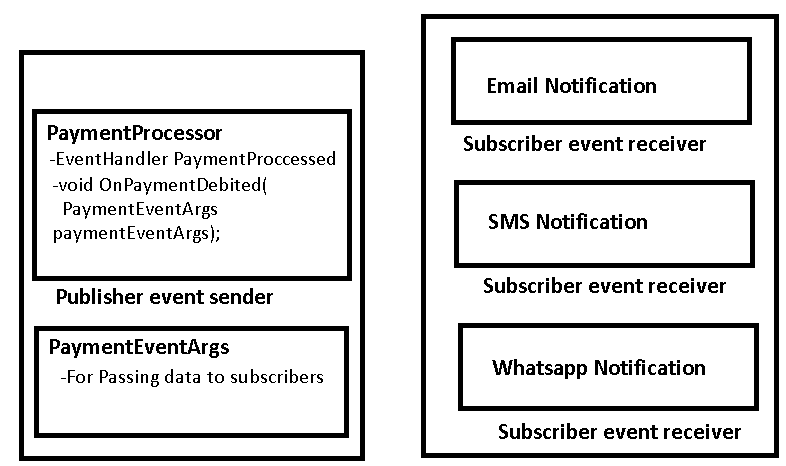 PaymentProcessor
-EventHandler PaymentProccessed
-void OnPaymentDebited(
PaymentEventArgs
paymentEventArgs);
Publisher event sender
PaymentEventArgs
-For Passing data to subscribers
Email Notification
Subscriber event receiver
SMS Notification
Subscriber event receiver
Whatsapp Notification
Subscriber event receiver